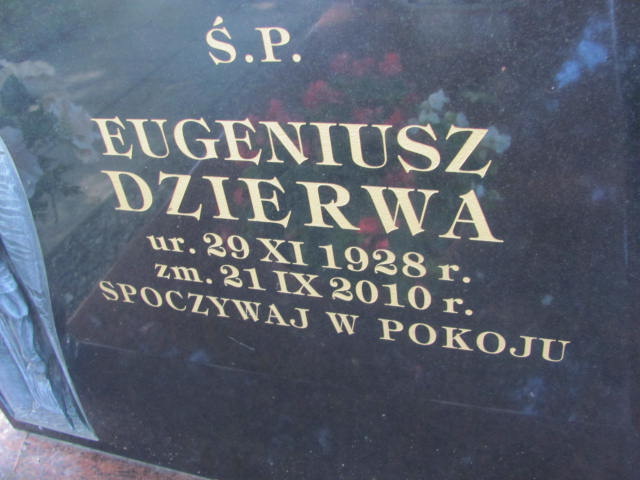 Ś.P.
EUGENIUSZ
DZIERWA
ur. 29 XI 1928 r.
zm. 21 IX 2010 r.
SPOCZYWAJ W POKOJU